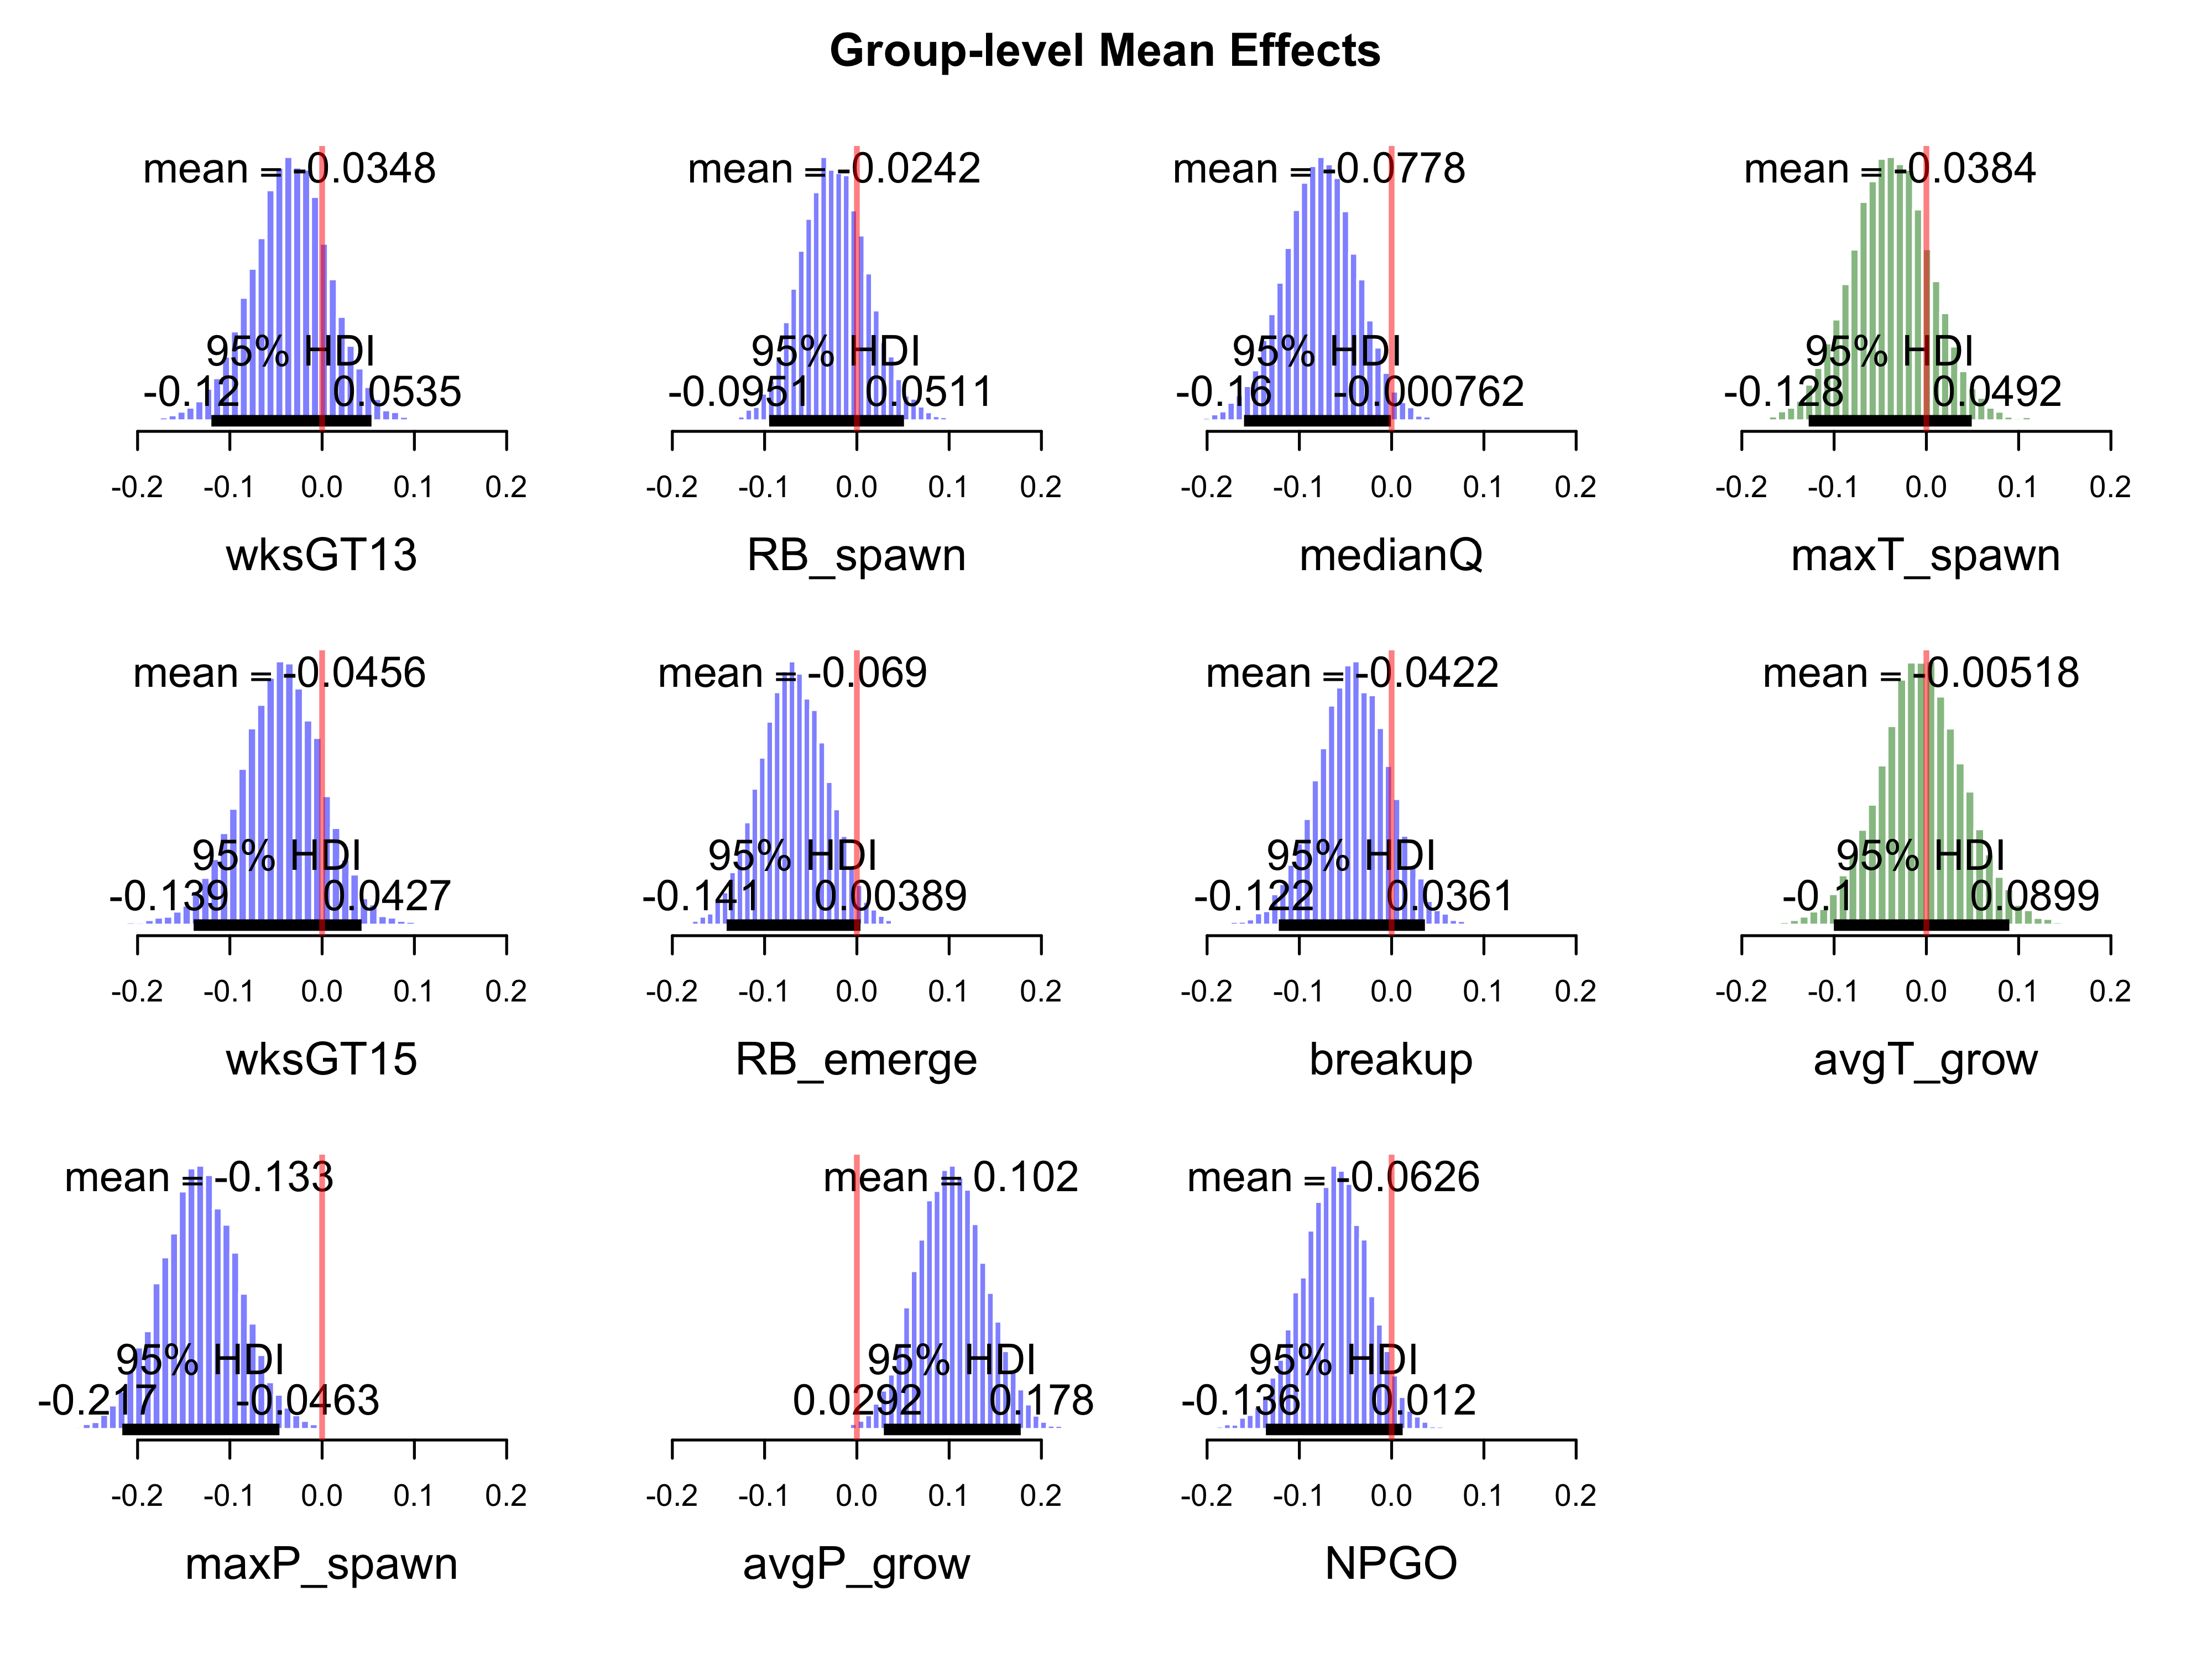 Group-level Mean Effects
mean = -0.0348
95% HDI
-0.12 0.0535
-0.2 -0.1 0.0 0.1 0.2
wksGT13
mean = -0.0242
95% HDI
-0.0951 0.0511
-0.2 -0.1 0.0 0.1 0.2
RB_spawn
mean = -0.0778
95% HDI
-0.16 -0.000762
-0.2 -0.1 0.0 0.1 0.2
medianQ
mean = -0.0384
95% HDI
-0.128 0.0492
-0.2 -0.1 0.0 0.1 0.2
maxT_spawn
mean = -0.0456
95% HDI
-0.139 0.0427
-0.2 -0.1 0.0 0.1 0.2
wksGT15
mean = -0.069
95% HDI
-0.141 0.00389
-0.2 -0.1 0.0 0.1 0.2
RB_emerge
mean = -0.0422
95% HDI
-0.122 0.0361
-0.2 -0.1 0.0 0.1 0.2
breakup
mean = -0.00518
95% HDI
-0.1 0.0899
-0.2 -0.1 0.0 0.1 0.2
avgT_grow
mean = -0.133
95% HDI
-0.217 -0.0463
-0.2 -0.1 0.0 0.1 0.2
maxP_spawn
mean = 0.102
95% HDI
0.0292 0.178
-0.2 -0.1 0.0 0.1 0.2
avgP_grow
mean = -0.0626
95% HDI
-0.136 0.012
-0.2 -0.1 0.0 0.1 0.2
NPGO